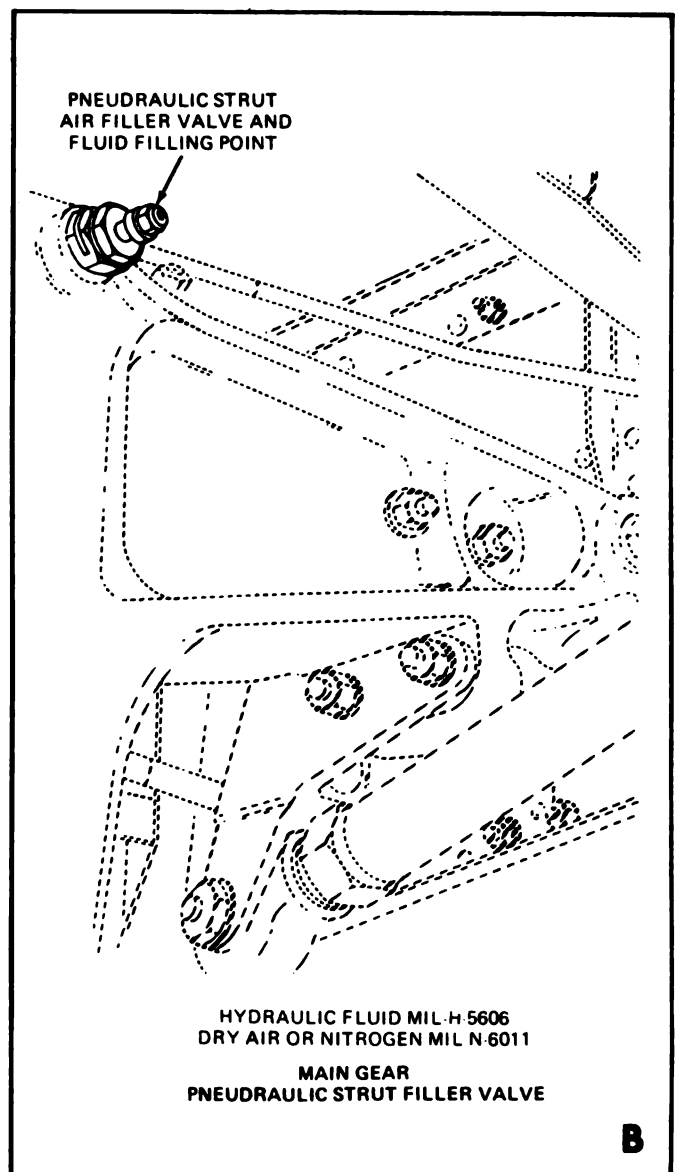 PNEUDRAULIC STRUT
AIR FILLER VALVE AND
FLUID FILLING POINT
HYDRAULIC FLUID MIL-H-5606
DRY AIR OR NITROGEN MIL N-6011
MAIN GEAR
PNEUDRAULIC STRUT FILLER VALVE
B